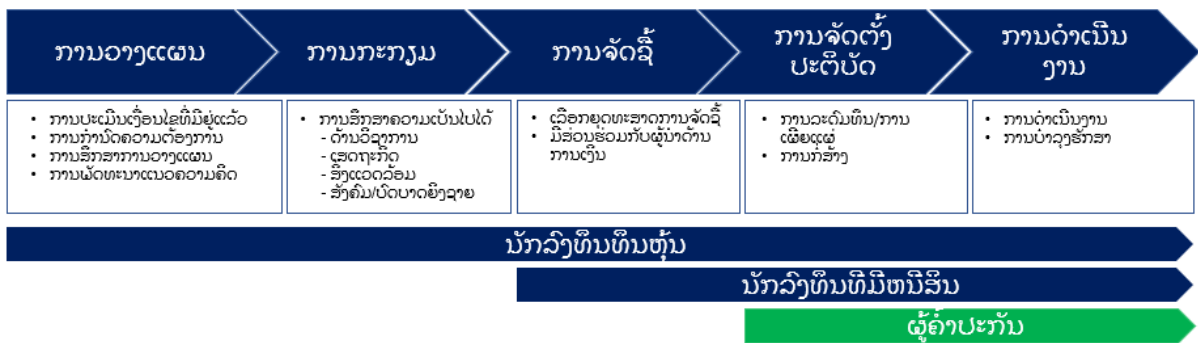 ການວາງແຜນ
ການກະກຽມ
ການຈັດຊື້
ການຈັດຕັ້ງ
ປະຕິບັດ
ການດຳເນີນ
ງານ
• ການປະເມີນເງື່ອນໄຂທີ່ມີຢູ່ແລ້ວ
• ການກຳນົດຄວາມຕ້ອງການ
• ການສຶກສາການວາງແຜນ
• ການພັດທະນາແນວຄວາມຄິດ
• ການສຶກສາຄວາມເປັນໄປໄດ້
- ດ້ານວິຊາການ
- ເສດຖະກິດ
- ສິ່ງແວດລ້ອມ
- ສັງຄົມ/ບົດບາດຍິງຊາຍ
• ເລືອກຍຸດທະສາດການຈັດຊື້
• ມີສ່ວນຮ່ວມກັບຜູ້ນຳດ້ານ
ການເງິນ
• ການລະດົມທຶນ/ການ
ເຜີຍແຜ່
• ການກໍ່ສ້າງ
• ການດຳເນີນງານ
• ການບຳລຸງຮັກສາ
ນັກລົງທຶນທຶນຫຸ້ນ
ນັກລົງທຶນທີ່ມີຫນີ້ສິນ
ຜູ້ຄ້ຳປະກັນ